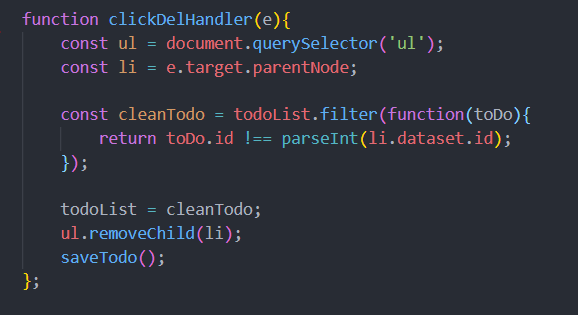 function clickDelHandler(e){
    const ul = document.querySelector('ul');
    const li = e.target.parentNode;

    const cleanTodo = todoList.filter(function(toDo){
        return toDo.id !== parseInt(li.dataset.id);
    });

    todoList = cleanTodo;
    ul.removeChild(li);
    saveTodo();
};